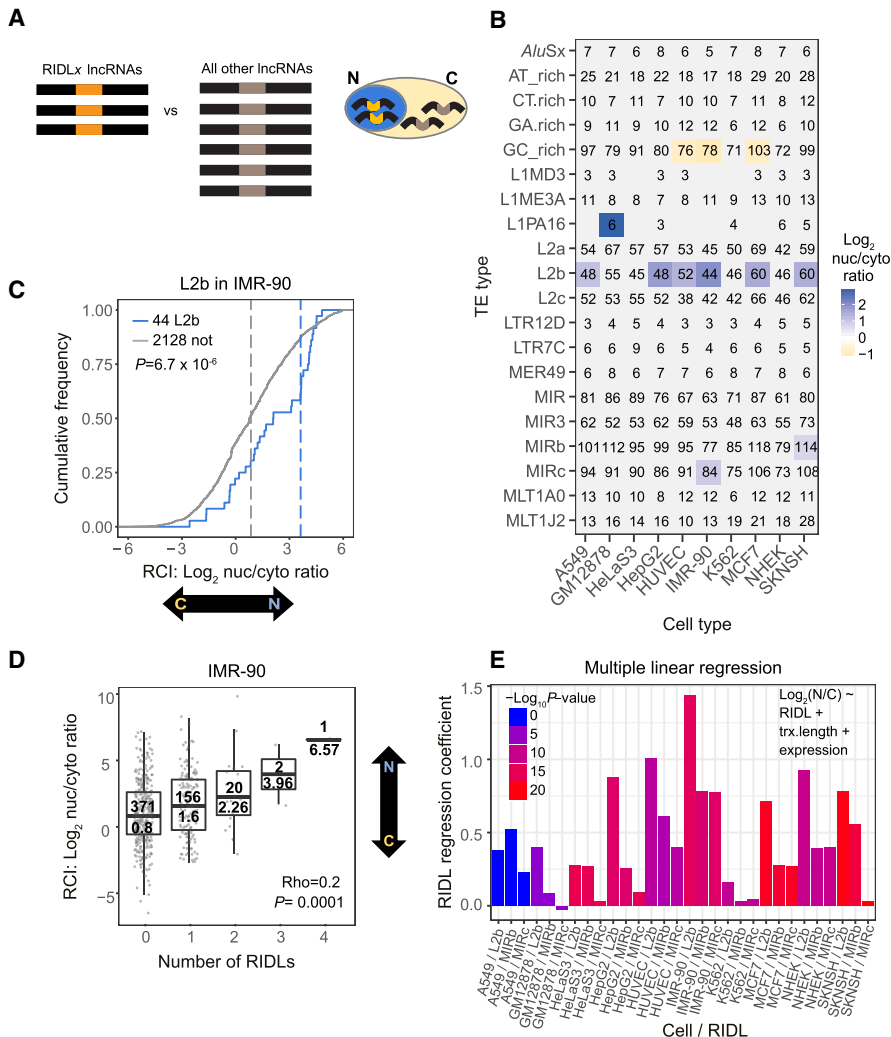 A
RIDLx lncRNAs
vs
All other lncRNAs
N
C
B
TE type
AluSx 7 7 6 8 6 5 7 8 7 6
AT_rich 25 21 18 22 18 17 18 29 20 28
CT.rich 10 7 11 7 10 10 7 11 8 12
GA.rich 9 11 9 10 12 12 6 12 6 10
GC_rich 97 79 91 80 76 78 71 103 72 99
L1MD3 3 3 3 3 3 3 3
L1ME3A 11 8 8 7 8 11 9 13 10 13
L1PA16 6 3 4 6 5
L2a 54 67 57 57 53 45 50 69 42 59
L2b 48 55 45 48 52 44 46 60 46 60
L2c 52 53 55 52 38 42 42 66 46 62
LTR12D 3 4 5 4 3 3 3 4 5 5
LTR7C 6 6 9 6 5 4 6 6 5 5
MER49 8 6 6 7 7 6 8 7 8 6
MIR 81 86 89 76 67 63 71 87 61 80
MIR3 62 52 53 62 59 53 48 63 55 73
MIRb 101 112 95 99 95 77 85 118 79 114
MIRc 94 91 90 86 91 84 75 106 73 108
MLT1A0 13 10 10 8 12 12 6 12 12 11
MLT1J2 13 16 14 16 10 13 19 21 18 28
A549 GM12878 HeLaS3 HepG2 HUVEC IMR-90 K562 MCF7 NHEK SKNSH
Cell type
Log2
nuc/cyto
ratio
2
1
0
−1
C
L2b in IMR-90
44 L2b
2128 not
P=6.7 x 10-6
Cumulative frequency
1.00
0.75
0.50
0.25
0.00
−6 −3 0 3 6
RCI: Log2 nuc/cyto ratio
C N
D
IMR-90
RCI: Log2 nuc/cyto ratio
10
5
0
−5
371
0.8
156
1.6
20
2.26
2
3.96
1
6.57
Rho=0.2
P= 0.0001
0 1 2 3 4
Number of RIDLs
N
C
E
Multiple linear regression
RIDL regression coefficient
1.5
1.0
0.5
0.0
−Log10P−value
0
5
10
15
20
Log2(N/C) ~
RIDL +
trx.length +
expression
A549 / L2b
A549 / MIRb
A549 / MIRc
GM12878 / L2b
GM12878 / MIRb
GM12878 / MIRc
HeLaS3 / L2b
HeLaS3 / MIRb
HeLaS3 / MIRc
HepG2 / L2b
HepG2 / MIRb
HepG2 / MIRc
HUVEC / L2b
HUVEC / MIRb
HUVEC / MIRc
IMR-90 / L2b
IMR-90 / MIRb
IMR-90 / MIRc
K562 / L2b
K562 / MIRb
K562 / MIRc
MCF7 / L2b
MCF7 / MIRb
MCF7 / MIRc
NHEK / L2b
NHEK / MIRb
NHEK / MIRc
SKNSH / L2b
SKNSH / MIRb
SKNSH / MIRc
Cell / RIDL